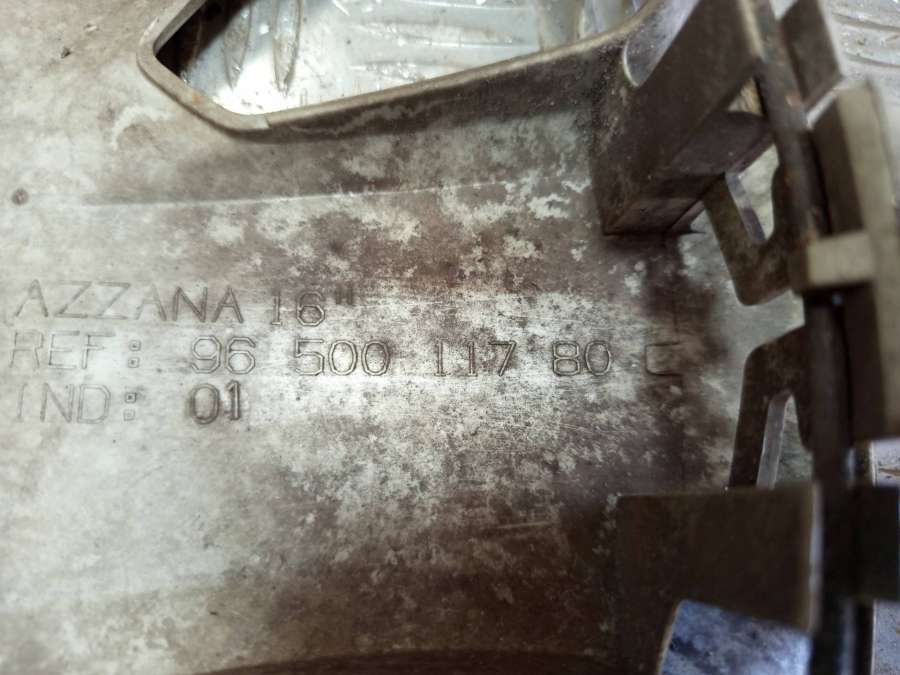 AZZANA 16"
REF: 96 500 117 80 C
IND: 01